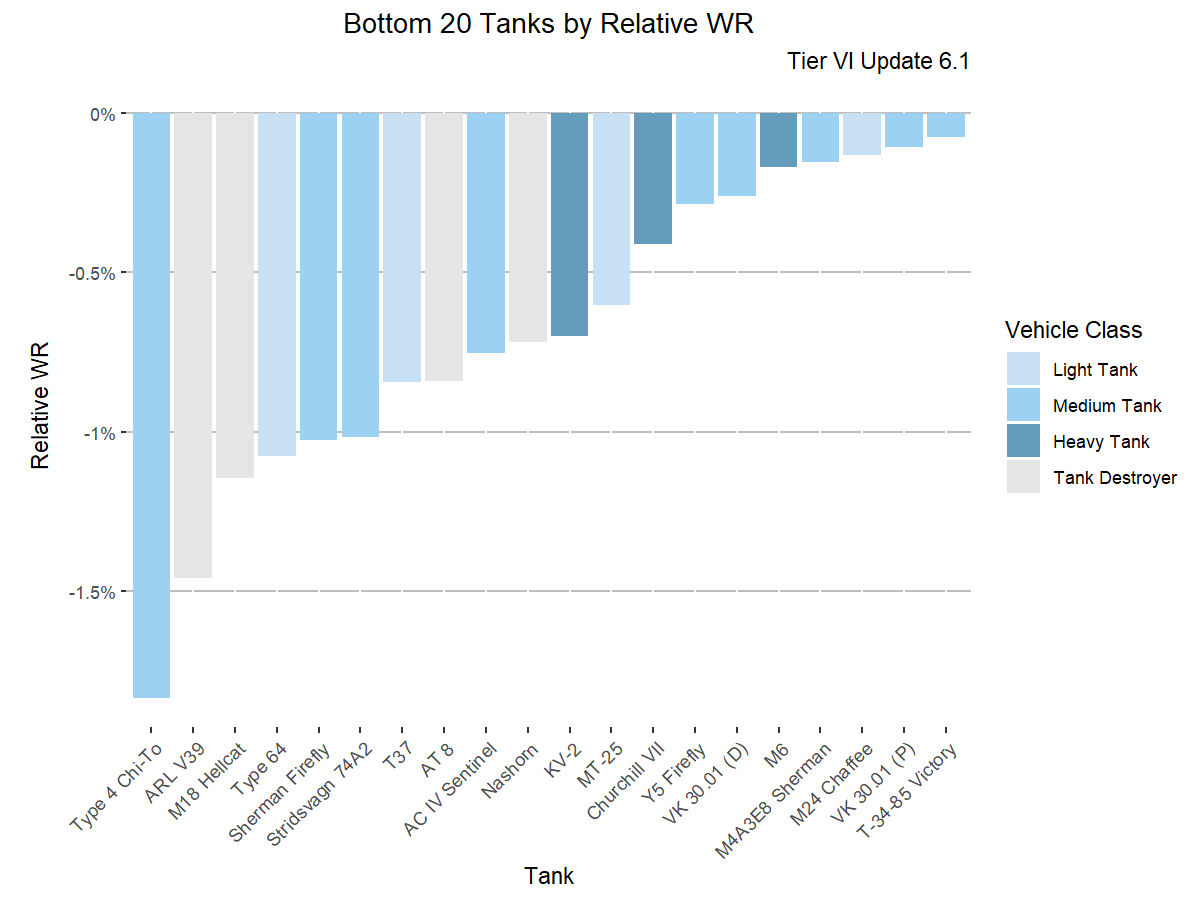 Bottom 20 Tanks by Relative WR
Tier VI Update 6.1
0%
-0.5%
-1%
-1.5%
Relative WR
Type 4 Chi-To
ARL V39
M18 Hellcat
Type 64
Sherman Firefly
Stridsvagn 74A2
T37
AT 8
AC IV Sentinel
Nashorn
KV-2
MT-25
Churchill VII
Y5 Firefly
VK 30.01 (D)
M6
M4A3E8 Sherman
M24 Chaffee
VK 30.01 (P)
T-34-85 Victory
Tank
Vehicle Class
Light Tank
Medium Tank
Heavy Tank
Tank Destroyer